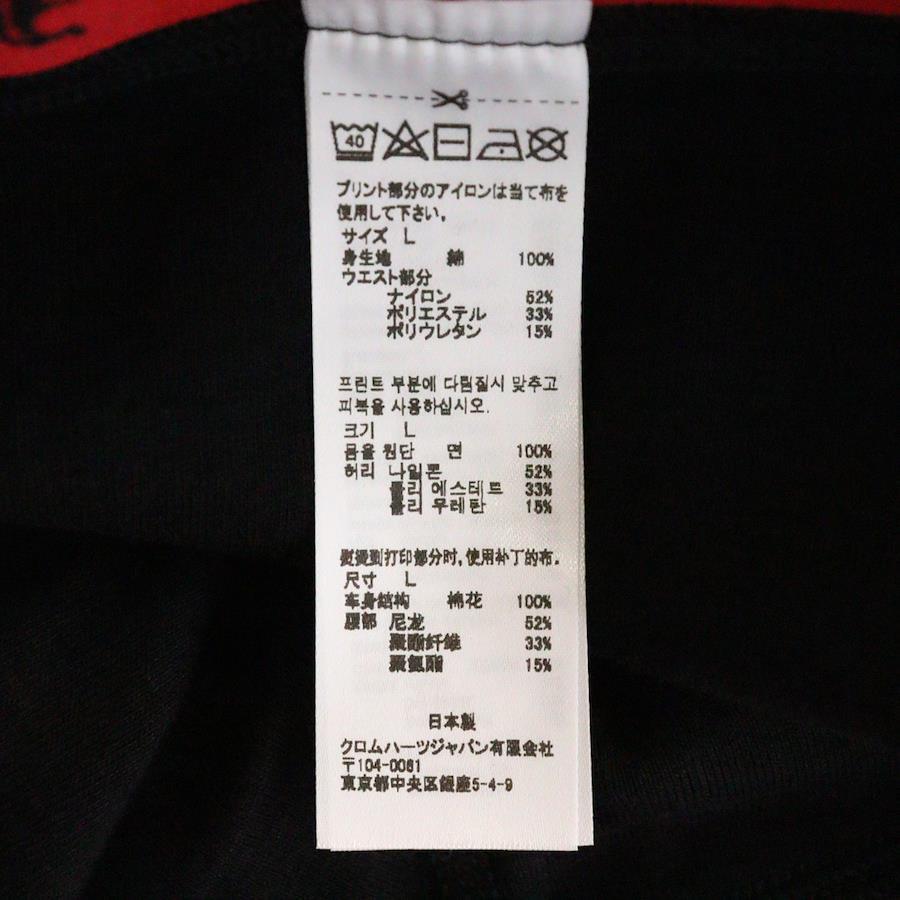 40
プリント部分のアイロンは当て布を
使用して下さい。
サイズ L
身生地 綿 100%
ウエスト部分
ナイロン 52%
ポリエステル 33%
ポリウレタン 15%
프린트 부분에 다림질시 맞추고
피복을 사용하십시오.
크기 L
몸을 원단 면 100%
허리 나일론 52%
폴리 에스테트 33%
폴리 우레탄 15%
熨烫到打印部分时,使用补丁的布.
尺寸 L
车身结构 棉花 100%
腰部 尼龙 52%
聚酯纤维 33%
聚氨酯 15%
日本製
クロムハーツジャパン有限会社
〒104-0061
東京都中央区銀座5-4-9